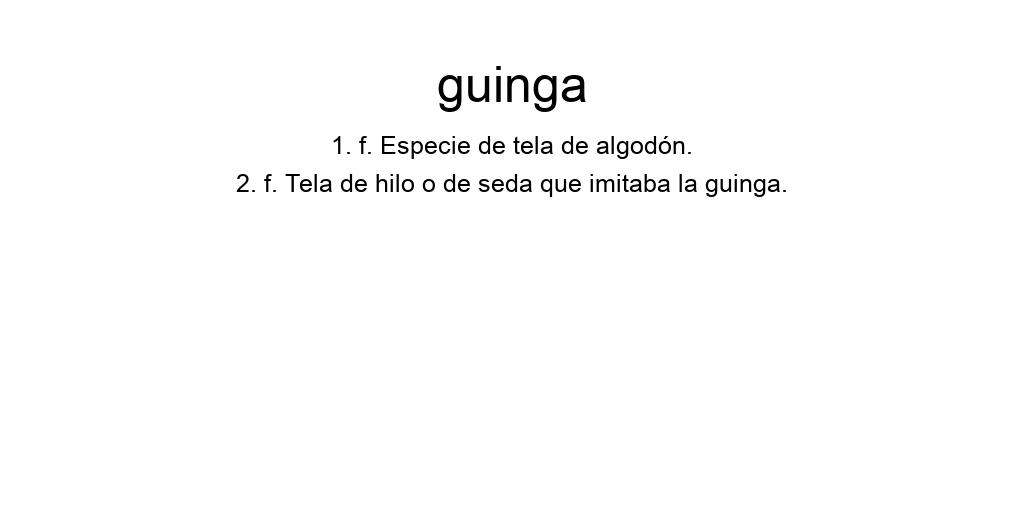 guinga
1. f. Especie de tela de algodón.
2. f. Tela de hilo o de seda que imitaba la guinga.